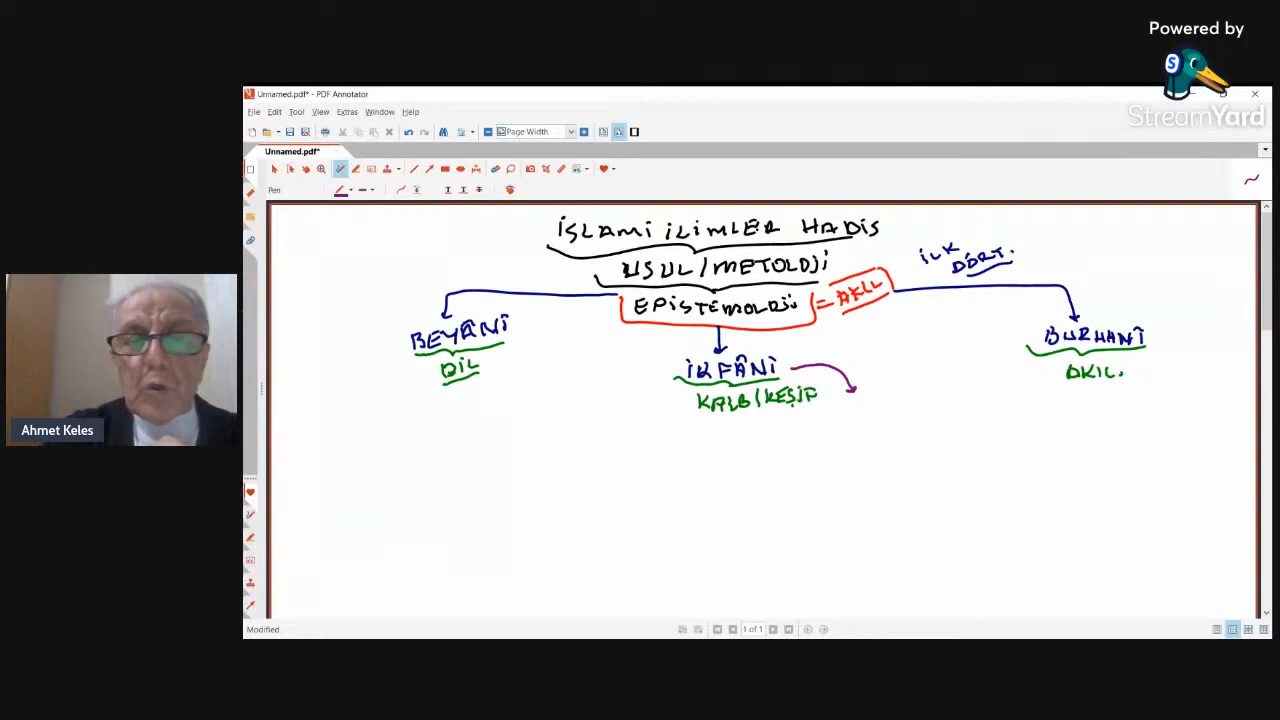 Powered by
StreamYard
Unnamed.pdf* - PDF Annotator
File Edit Tool View Extras Window Help
Page Width
Unnamed.pdf*
Pen
İSLAMİ İLİMLER HADİS
USUL/METOLOJİ
İLK DÖRT.
EPİSTEMOLOJİ = AKIL
BEYÂNİ
BURHANİ
DİL
İRFÂNİ
AKIL.
KALB/KEŞİF
Ahmet Keles
1 of 1
Modified